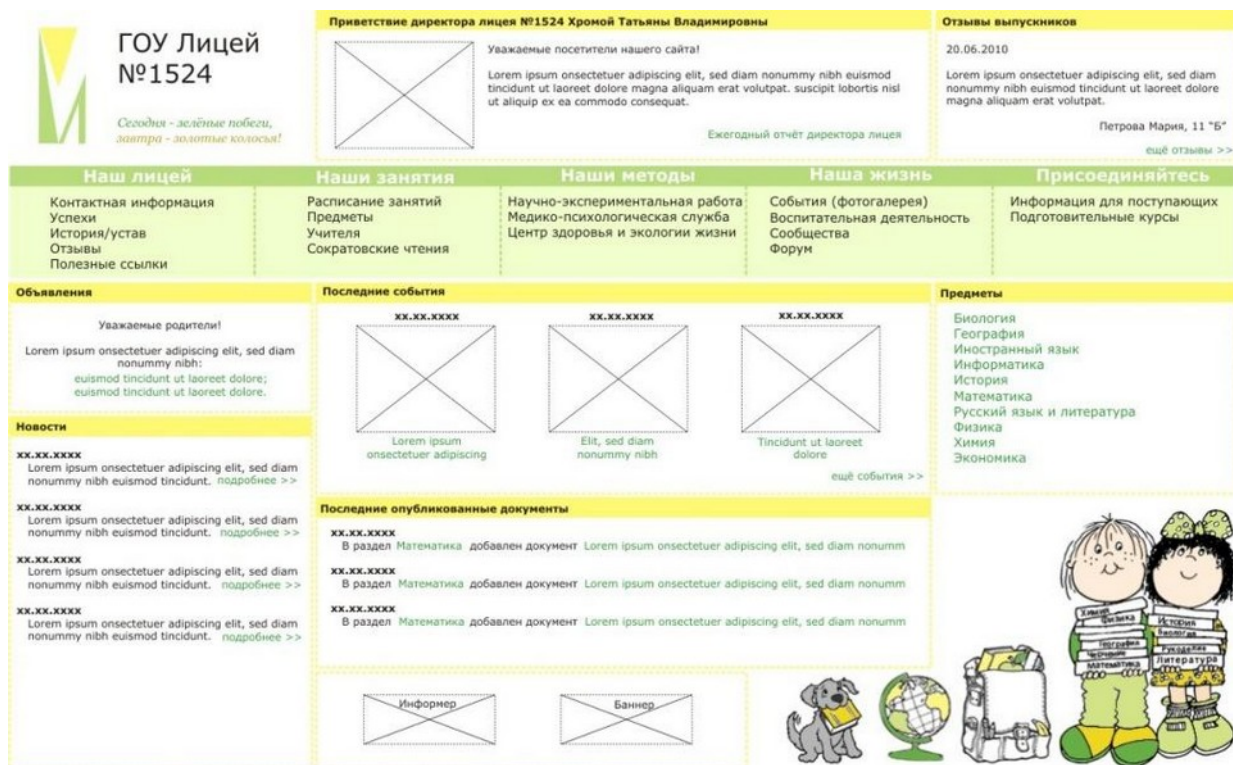 ГОУ Лицей
№1524
Сегодня - зелёные побеги,
завтра - золотые колосья!
Приветствие директора лицея №1524 Хромой Татьяны Владимировны
Уважаемые посетители нашего сайта!
Lorem ipsum onsectetuer adipiscing elit, sed diam nonummy nibh euismod
tincidunt ut laoreet dolore magna aliquam erat volutpat. suscipit lobortis nisl
ut aliquip ex ea commodo consequat.
Ежегодный отчёт директора лицея
Отзывы выпускников
20.06.2010
Lorem ipsum onsectetuer adipiscing elit, sed diam
nonummy nibh euismod tincidunt ut laoreet dolore
magna aliquam erat volutpat.
Петрова Мария, 11 "Б"
ещё отзывы >>
Наш лицей
Контактная информация
Успехи
История/устав
Отзывы
Полезные ссылки
Наши занятия
Расписание занятий
Предметы
Учителя
Сократовские чтения
Наши методы
Научно-экспериментальная работа
Медико-психологическая служба
Центр здоровья и экологии жизни
Наша жизнь
События (фотогалерея)
Воспитательная деятельность
Сообщества
Форум
Присоединяйтесь
Информация для поступающих
Подготовительные курсы
Объявления
Уважаемые родители!
Lorem ipsum onsectetuer adipiscing elit, sed diam
nonummy nibh:
euismod tincidunt ut laoreet dolore;
euismod tincidunt ut laoreet dolore.
Новости
xx.xx.xxxx
Lorem ipsum onsectetuer adipiscing elit, sed diam
nonummy nibh euismod tincidunt. подробнее >>
xx.xx.xxxx
Lorem ipsum onsectetuer adipiscing elit, sed diam
nonummy nibh euismod tincidunt. подробнее >>
xx.xx.xxxx
Lorem ipsum onsectetuer adipiscing elit, sed diam
nonummy nibh euismod tincidunt. подробнее >>
xx.xx.xxxx
Lorem ipsum onsectetuer adipiscing elit, sed diam
nonummy nibh euismod tincidunt. подробнее >>
Последние события
xx.xx.xxxx
Lorem ipsum
onsectetuer adipiscing
xx.xx.xxxx
Elit, sed diam
nonummy nibh
xx.xx.xxxx
Tincidunt ut laoreet
dolore
ещё события >>
Последние опубликованные документы
xx.xx.xxxx
В раздел Математика добавлен документ Lorem ipsum onsectetuer adipiscing elit, sed diam nonumm
xx.xx.xxxx
В раздел Математика добавлен документ Lorem ipsum onsectetuer adipiscing elit, sed diam nonumm
xx.xx.xxxx
В раздел Математика добавлен документ Lorem ipsum onsectetuer adipiscing elit, sed diam nonumm
Информер
Баннер
Предметы
Биология
География
Иностранный язык
Информатика
История
Математика
Русский язык и литература
Физика
Химия
Экономика
Химия
Физика
География
Черчение
Математика
История
Биология
Рукоделие
Литература